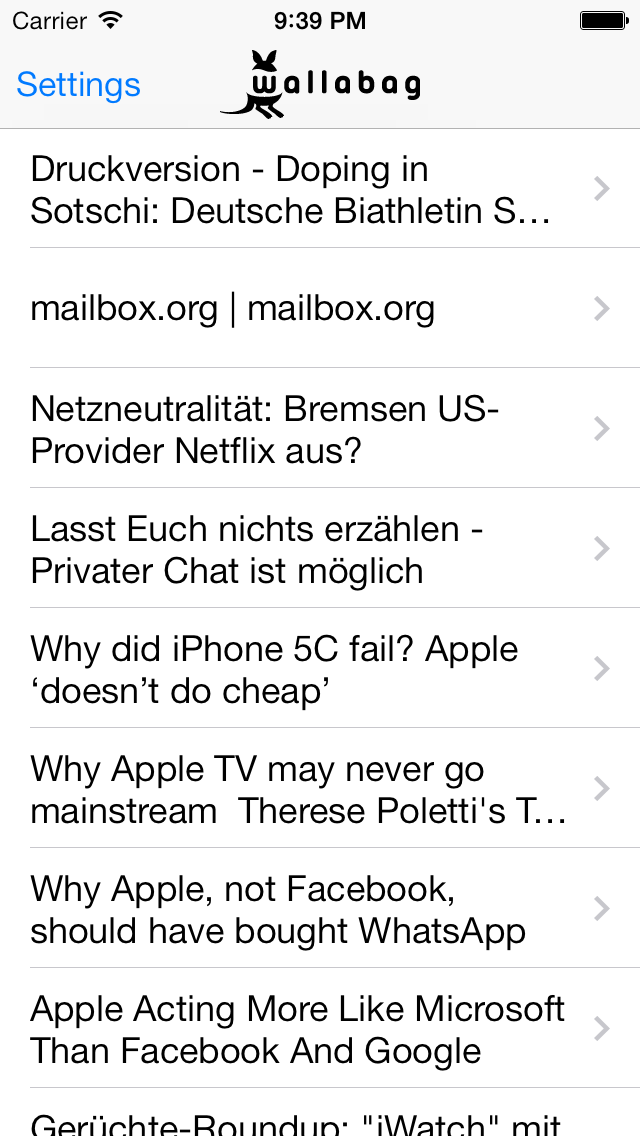 Carrier 9:39 PM
Settings wallabag
Druckversion - Doping in
Sotschi: Deutsche Biathletin S…
mailbox.org | mailbox.org
Netzneutralität: Bremsen US-
Provider Netflix aus?
Lasst Euch nichts erzählen -
Privater Chat ist möglich
Why did iPhone 5C fail? Apple
‘doesn’t do cheap’
Why Apple TV may never go
mainstream  Therese Poletti's T…
Why Apple, not Facebook,
should have bought WhatsApp
Apple Acting More Like Microsoft
Than Facebook And Google
Gerüchte-Roundup: "iWatch" mit